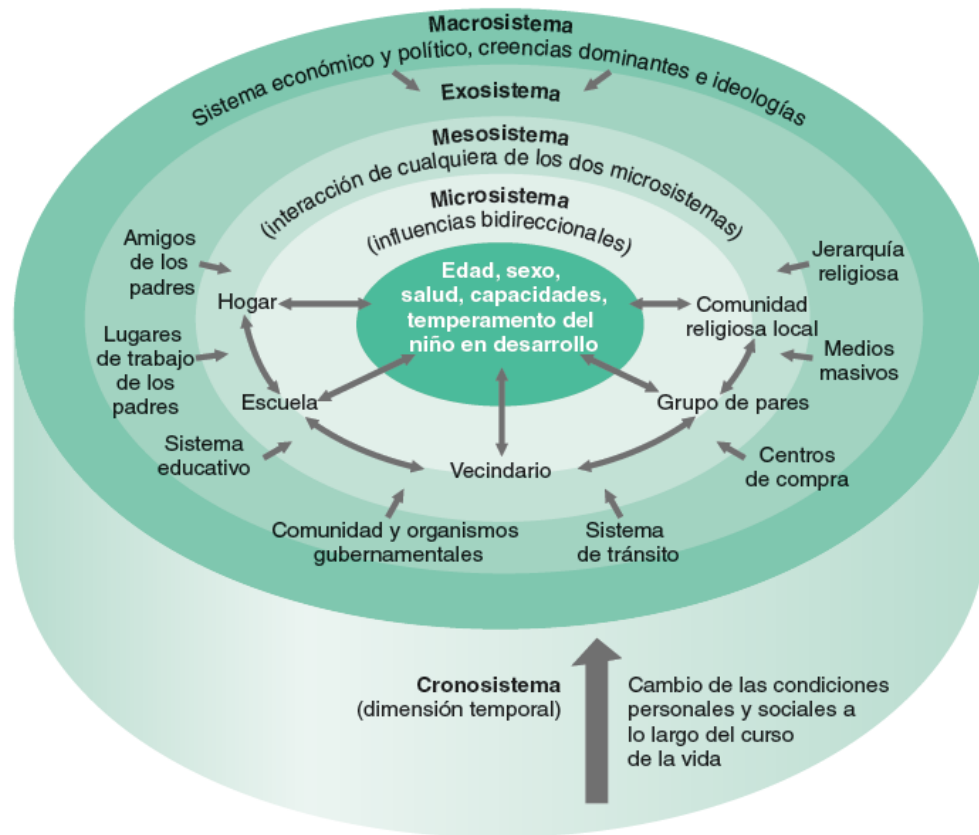 Macrosistema
Sistema económico y político, creencias dominantes e ideologías
Exosistema
Mesosistema
(interacción de cualquiera de los dos microsistemas)
Microsistema
(influencias bidireccionales)
Edad, sexo,
salud, capacidades,
temperamento del
niño en desarrollo
Amigos
de los
padres
Hogar
Lugares
de trabajo
de los
padres
Escuela
Sistema
educativo
Vecindario
Comunidad y organismos
gubernamentales
Sistema
de tránsito
Jerarquía
religiosa
Comunidad
religiosa local
Medios
masivos
Grupo de pares
Centros
de compra
Cronosistema
(dimensión temporal)
Cambio de las condiciones
personales y sociales a
lo largo del curso
de la vida